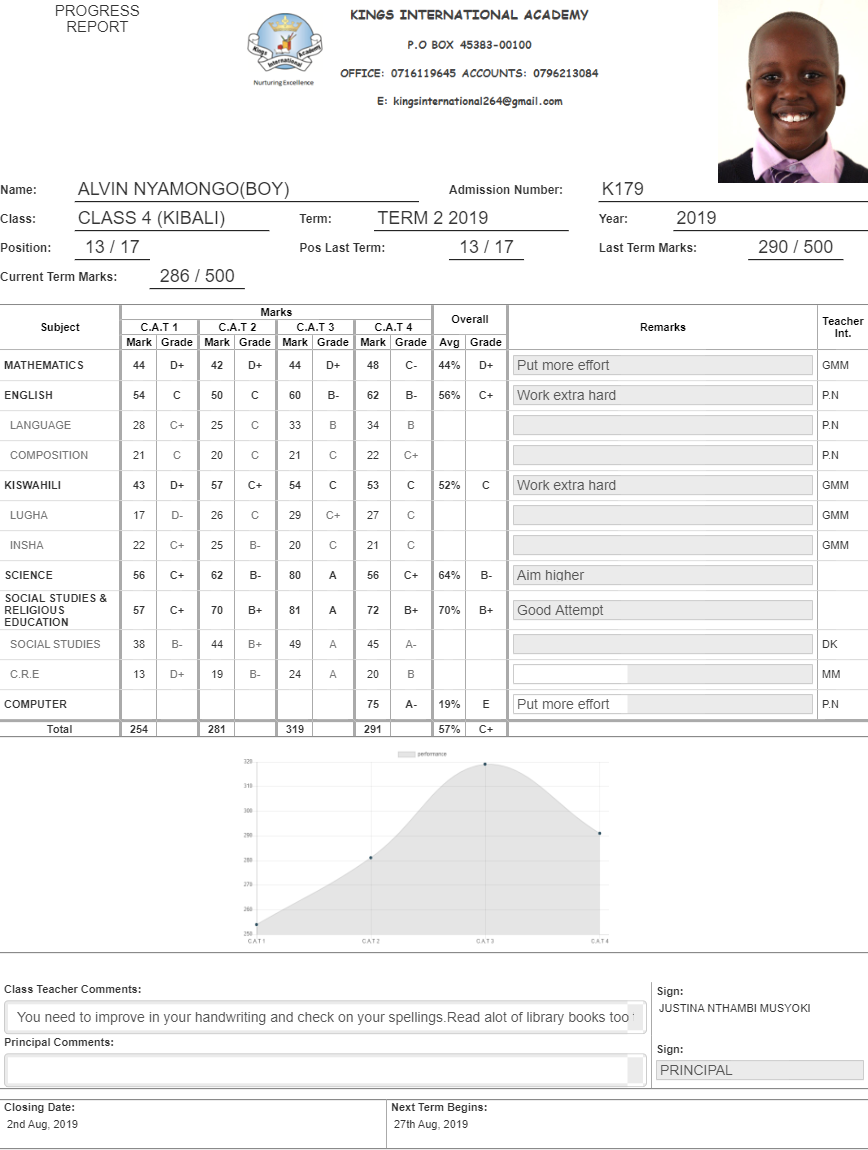 PROGRESS
REPORT
Kings International Academy
Nurturing Excellence
KINGS INTERNATIONAL ACADEMY
P.O BOX 45383-00100
OFFICE: 0716119645 ACCOUNTS: 0796213084
E: kingsinternational264@gmail.com
Name: ALVIN NYAMONGO(BOY) Admission Number: K179
Class: CLASS 4 (KIBALI) Term: TERM 2 2019 Year: 2019
Position: 13 / 17 Pos Last Term: 13 / 17 Last Term Marks: 290 / 500
Current Term Marks: 286 / 500
Subject Marks Overall Remarks Teacher Int.
C.A.T 1 C.A.T 2 C.A.T 3 C.A.T 4
Mark Grade Mark Grade Mark Grade Mark Grade Avg Grade
MATHEMATICS 44 D+ 42 D+ 44 D+ 48 C- 44% D+ Put more effort GMM
ENGLISH 54 C 50 C 60 B- 62 B- 56% C+ Work extra hard P.N
LANGUAGE 28 C+ 25 C 33 B 34 B P.N
COMPOSITION 21 C 20 C 21 C 22 C+ P.N
KISWAHILI 43 D+ 57 C+ 54 C 53 C 52% C Work extra hard GMM
LUGHA 17 D- 26 C 29 C+ 27 C GMM
INSHA 22 C+ 25 B- 20 C 21 C GMM
SCIENCE 56 C+ 62 B- 80 A 56 C+ 64% B- Aim higher
SOCIAL STUDIES &
RELIGIOUS
EDUCATION 57 C+ 70 B+ 81 A 72 B+ 70% B+ Good Attempt
SOCIAL STUDIES 38 B- 44 B+ 49 A 45 A- DK
C.R.E 13 D+ 19 B- 24 A 20 B MM
COMPUTER 75 A- 19% E Put more effort P.N
Total 254 281 319 291 57% C+
performance
320
310
300
290
280
270
260
250
CAT1 CAT2 CAT3 CAT4
Class Teacher Comments:
You need to improve in your handwriting and check on your spellings.Read alot of library books too
Sign:
JUSTINA NTHAMBI MUSYOKI
Principal Comments:
Sign:
PRINCIPAL
Closing Date: Next Term Begins:
2nd Aug, 2019 27th Aug, 2019